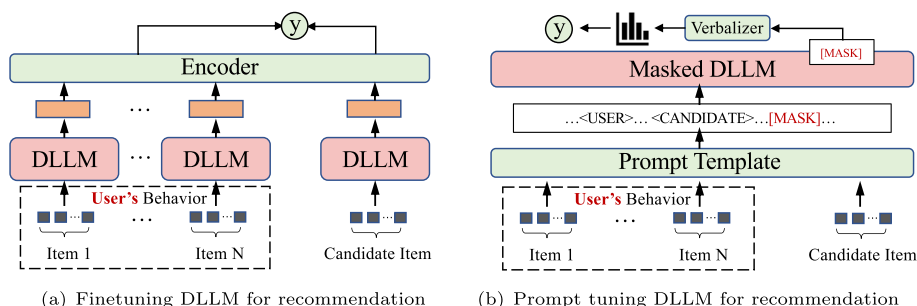 y
Encoder
...
DLLM ... DLLM DLLM
User's Behavior
... ... ... ...
Item 1 Item N Candidate Item
(a) Finetuning DLLM for recommendation
y Verbalizer
[MASK]
Masked DLLM
...<USER>... <CANDIDATE>...[MASK]...
Prompt Template
User's Behavior
... ... ... ...
Item 1 Item N Candidate Item
(b) Prompt tuning DLLM for recommendation